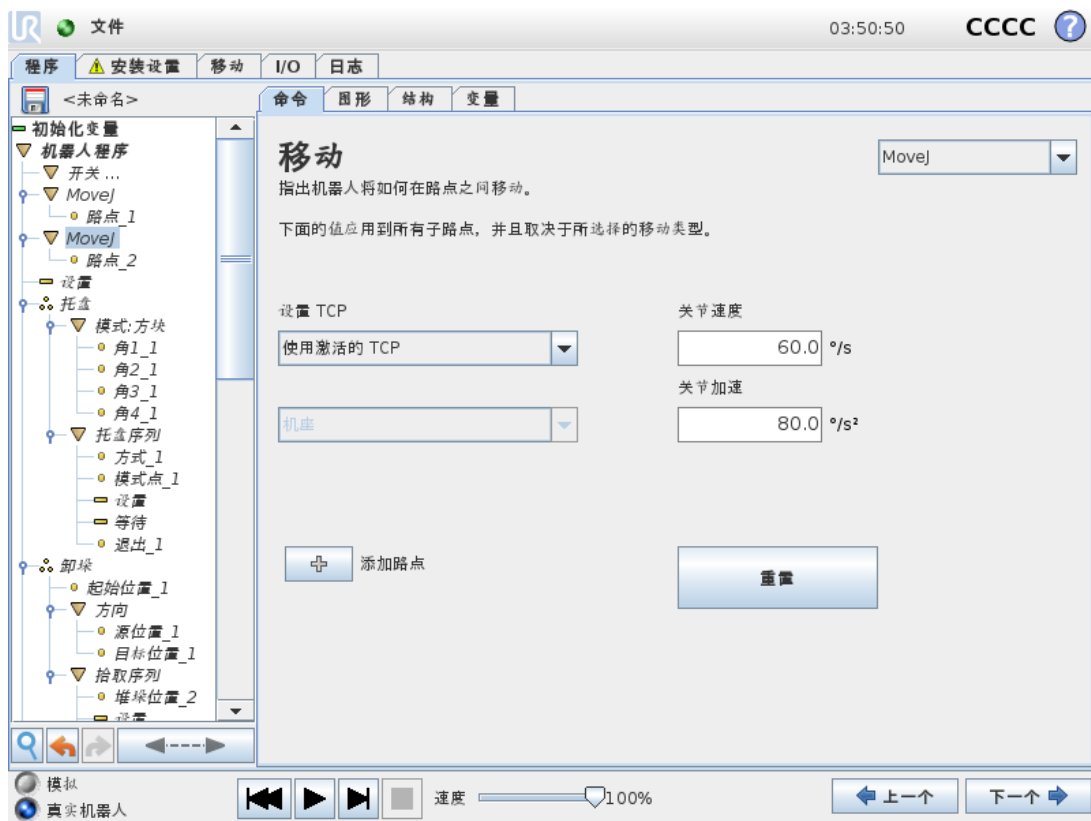 UR 文件 03:50:50 CCCC ?
程序 安装设置 移动 I/O 日志
<未命名>
命令 图形 结构 变量
初始化变量
机器人程序
开关 ...
MoveJ
路点_1
MoveJ
路点_2
设置
托盘
模式:方块
角1_1
角2_1
角3_1
角4_1
托盘序列
方式_1
模式点_1
设置
等待
退出_1
卸垛
起始位置_1
方向
源位置_1
目标位置_1
拾取序列
堆垛位置_2
设置
移动
MoveJ
指出机器人将如何在路点之间移动。
下面的值应用到所有子路点，并且取决于所选择的移动类型。
设置 TCP
使用激活的 TCP
机座
关节速度
60.0 °/s
关节加速
80.0 °/s²
添加路点
重置
模拟
真实机器人
速度 100%
上一个 下一个